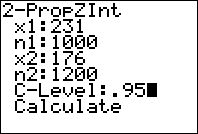 2-PropZInt
x1:231
n1:1000
x2:176
n2:1200
C-Level:.95
Calculate